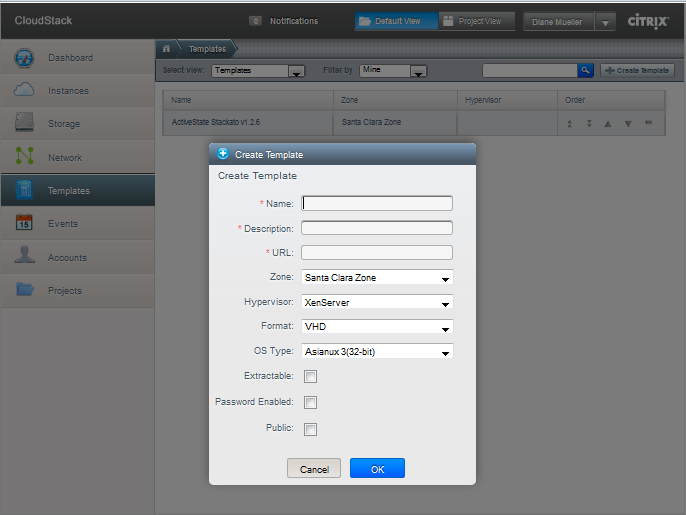 CloudStack
0 Notifications
Default View
Project View
Diane Mueller
CITRIX
Dashboard
Instances
Storage
Network
Templates
15 Events
Accounts
Projects
Templates
Select view: Templates
Filter by Mine
Create Template
Name Zone Hypervisor Order
ActiveState Stackato v1.2.6 Santa Clara Zone
Create Template
Create Template
* Name:
* Description:
* URL:
Zone: Santa Clara Zone
Hypervisor: XenServer
Format: VHD
OS Type: Asianux 3(32-bit)
Extractable:
Password Enabled:
Public:
Cancel OK